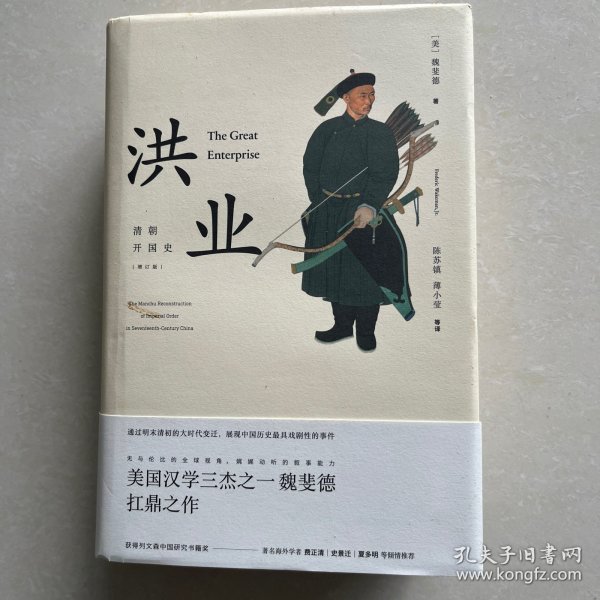 洪业
The Great
Enterprise
清朝
开国史
[增订版]
The Manchu Reconstruction
of Imperial Order
in Seventeenth-Century China
[美] 魏斐德 著
Frederic Wakeman, Jr.
陈苏镇 薄小莹 等译
通过明末清初的大时代变迁，展现中国历史最具戏剧性的事件
无与伦比的全球视角，娓娓动听的叙事能力
美国汉学三杰之一 魏斐德
扛鼎之作
获得列文森中国研究书籍奖
著名海外学者 费正清｜史景迁｜夏多明 等倾情推荐
孔夫子旧书网
www.kongfz.com